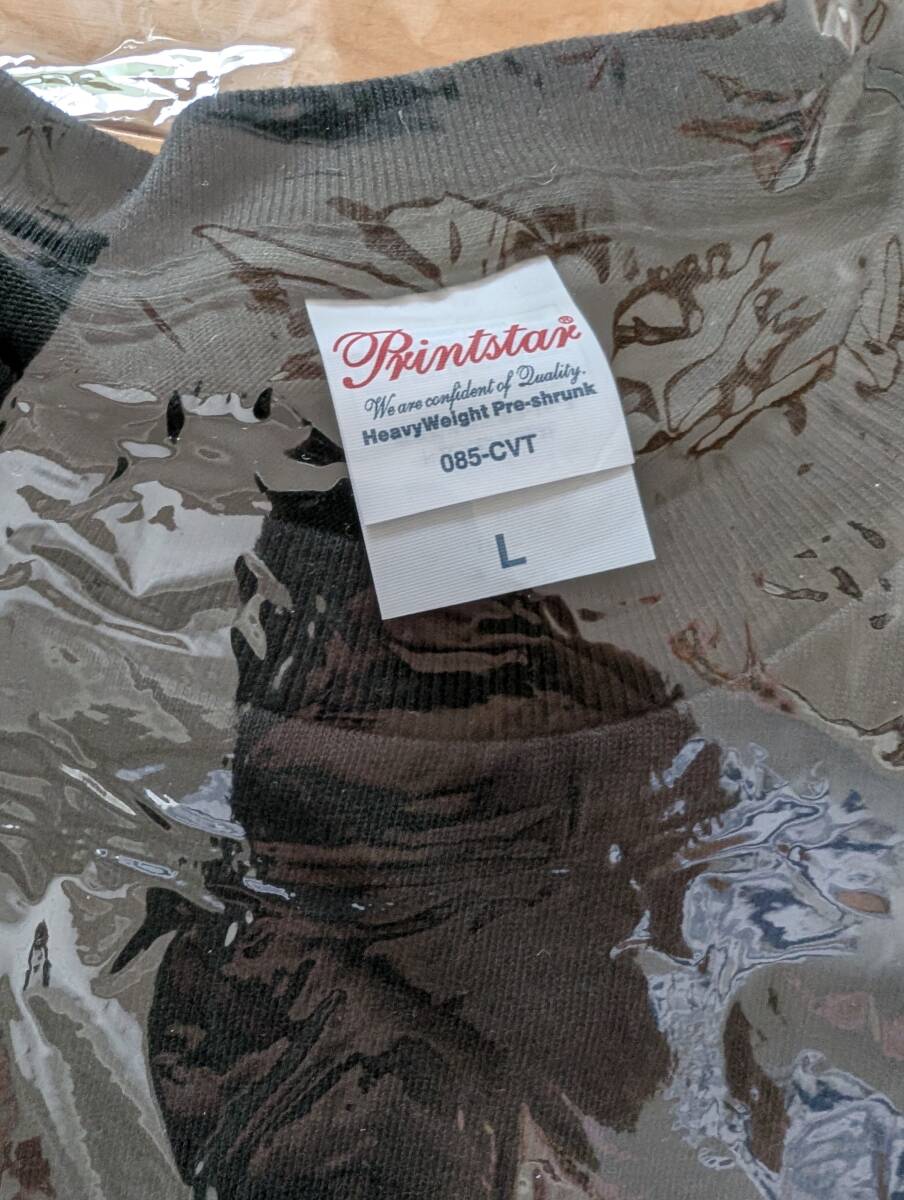 Printstar®
We are confident of Quality.
HeavyWeight Pre-shrunk
085-CVT
L